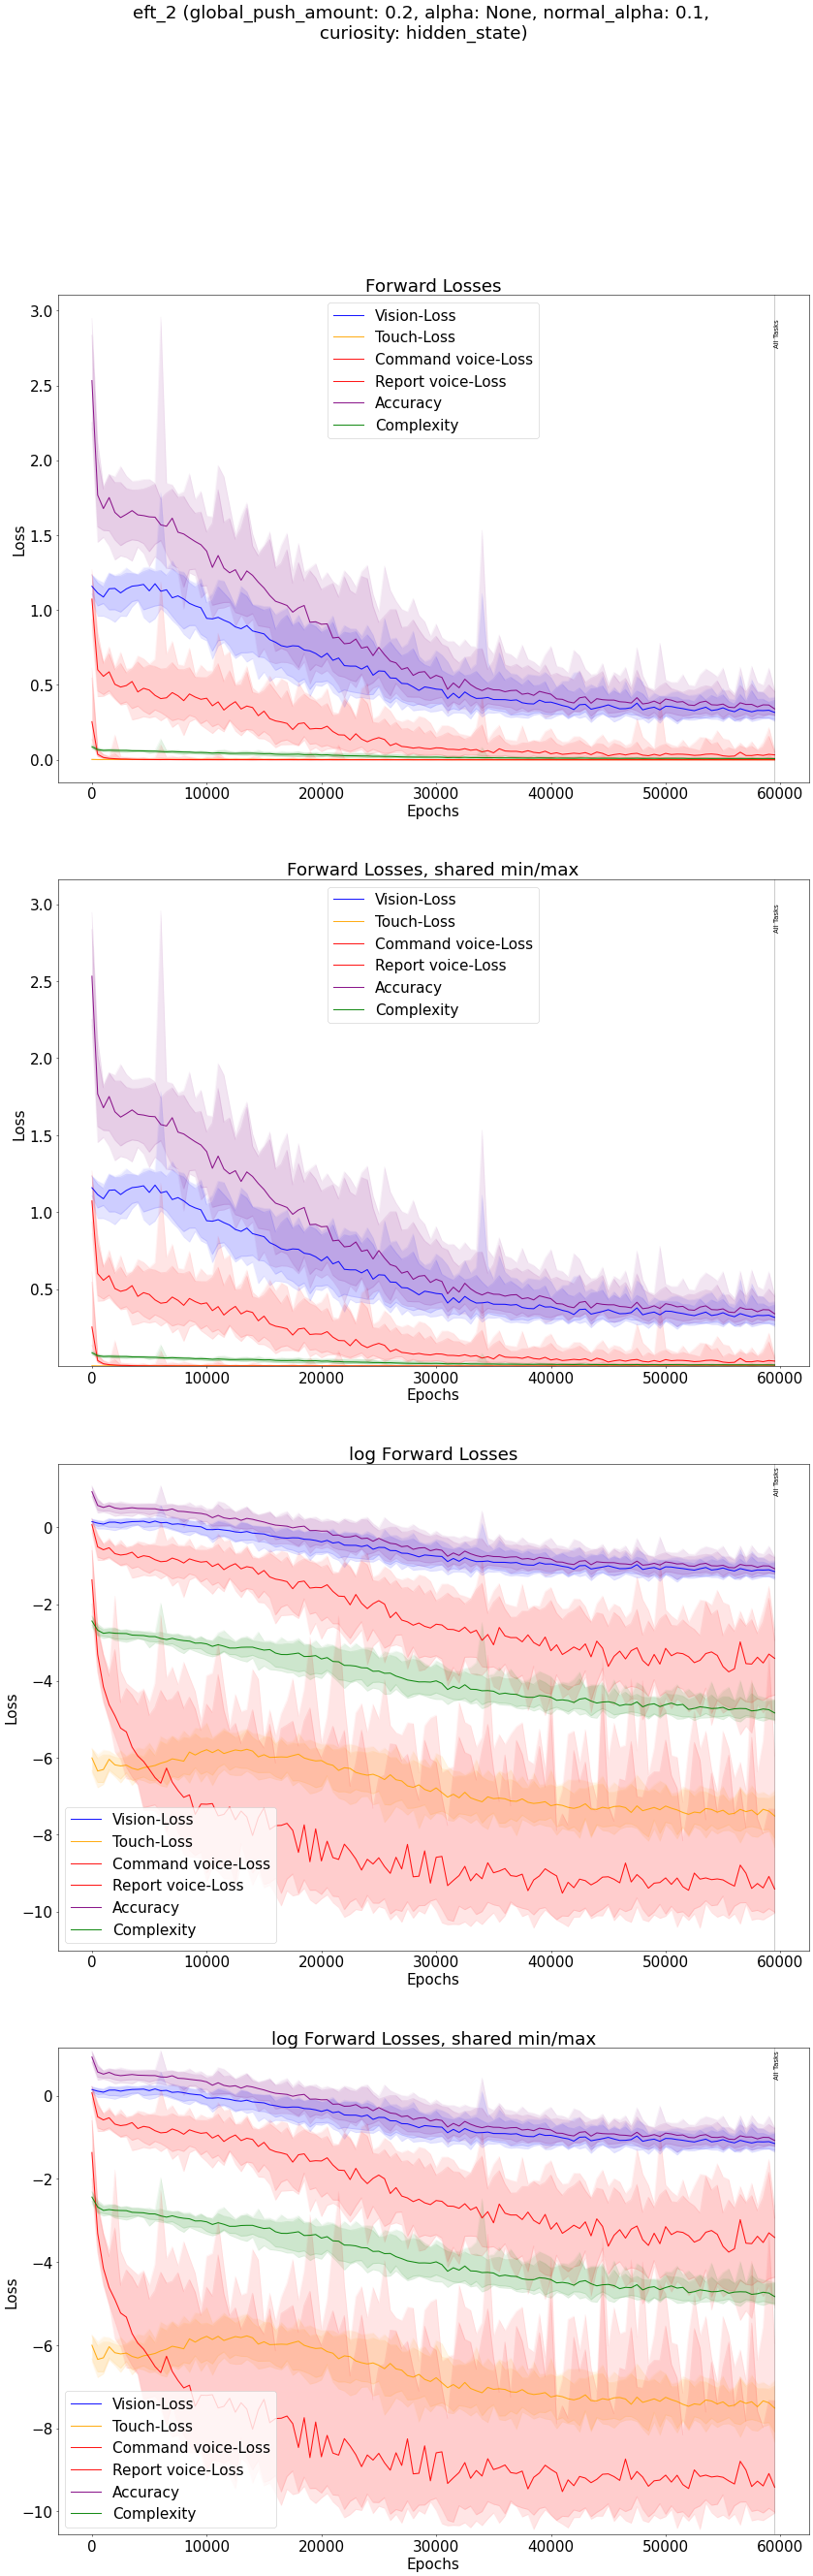 eft_2 (global_push_amount: 0.2, alpha: None, normal_alpha: 0.1,
curiosity: hidden_state)
Forward Losses
3.0
2.5
2.0
1.5
1.0
0.5
0.0
Loss
Vision-Loss
Touch-Loss
Command voice-Loss
Report voice-Loss
Accuracy
Complexity
All Tasks
0 10000 20000 30000 40000 50000 60000
Epochs
Forward Losses, shared min/max
3.0
2.5
2.0
1.5
1.0
0.5
Loss
Vision-Loss
Touch-Loss
Command voice-Loss
Report voice-Loss
Accuracy
Complexity
All Tasks
0 10000 20000 30000 40000 50000 60000
Epochs
log Forward Losses
0
−2
−4
−6
−8
−10
Loss
All Tasks
Vision-Loss
Touch-Loss
Command voice-Loss
Report voice-Loss
Accuracy
Complexity
0 10000 20000 30000 40000 50000 60000
Epochs
log Forward Losses, shared min/max
0
−2
−4
−6
−8
−10
Loss
All Tasks
Vision-Loss
Touch-Loss
Command voice-Loss
Report voice-Loss
Accuracy
Complexity
0 10000 20000 30000 40000 50000 60000
Epochs